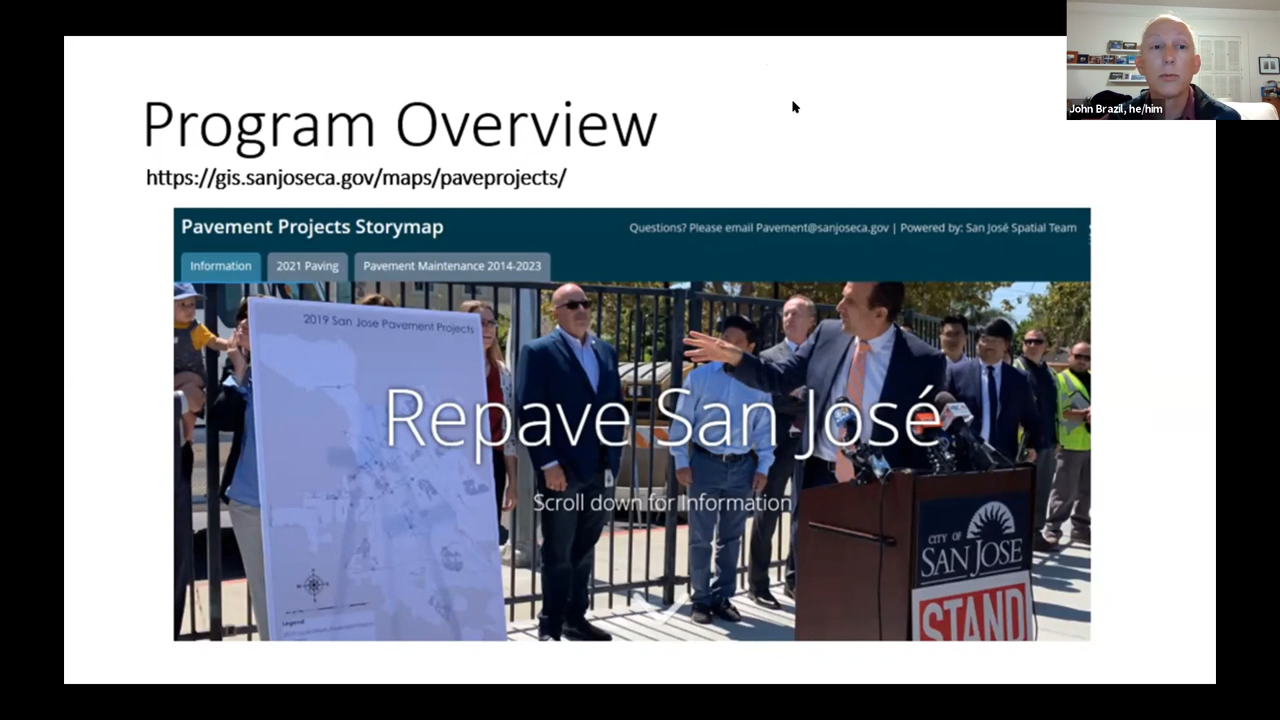 John Brazil, he/him
Program Overview
https://gis.sanjoseca.gov/maps/paveprojects/
Pavement Projects Storymap
Questions? Please email Pavement@sanjoseca.gov | Powered by: San José Spatial Team
Information
2021 Paving
Pavement Maintenance 2014-2023
2019 San Jose Pavement Projects
Repave San José
Scroll down for Information
CITY OF
SAN JOSE
STAND
Legend